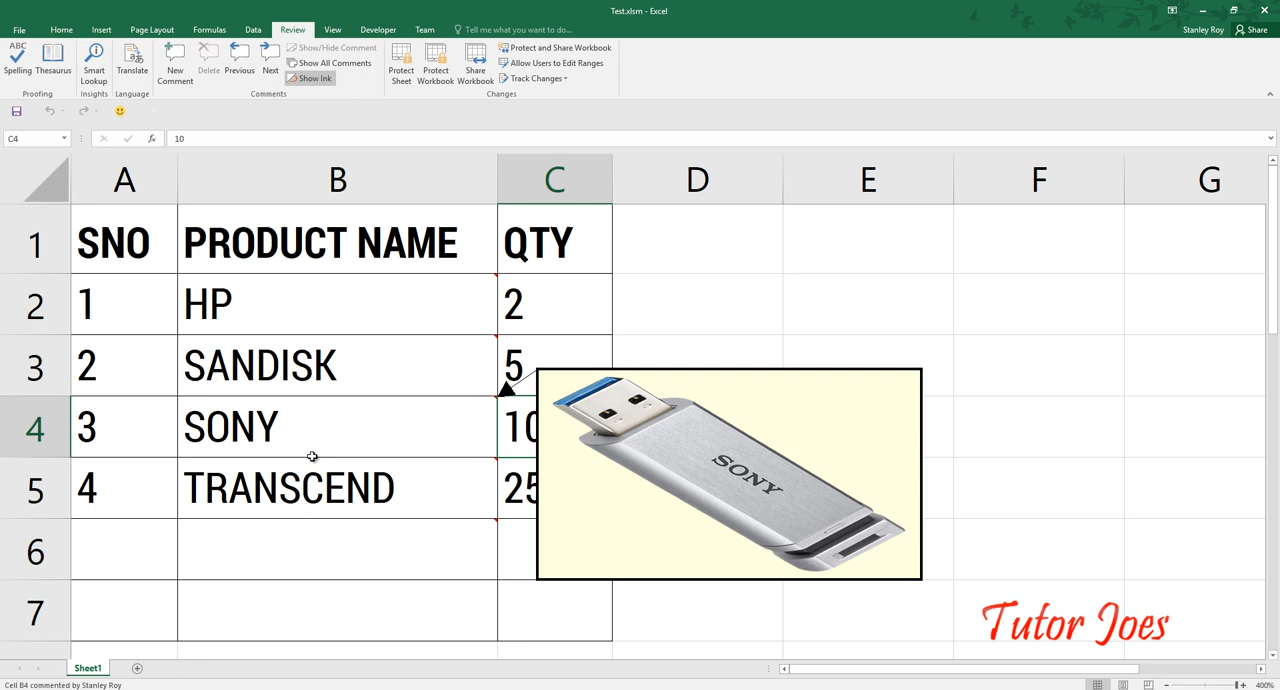 Test.xlsm - Excel
File Home Insert Page Layout Formulas Data Review View Developer Team Tell me what you want to do... Stanley Roy Share
ABC
Spelling Thesaurus Smart Lookup Translate New Comment Delete Previous Next Protect Sheet Protect Workbook Share Workbook
Show/Hide Comment
Show All Comments
Show Ink
Protect and Share Workbook
Allow Users to Edit Ranges
Track Changes
Proofing Insights Language Comments Changes
C4 fx 10
A B C D E F G
1 SNO PRODUCT NAME QTY
2 1 HP 2
3 2 SANDISK 5
4 3 SONY 10
5 4 TRANSCEND 25
6
7
SONY
Tutor Joes
Sheet1
Cell B4 commented by Stanley Roy 400%